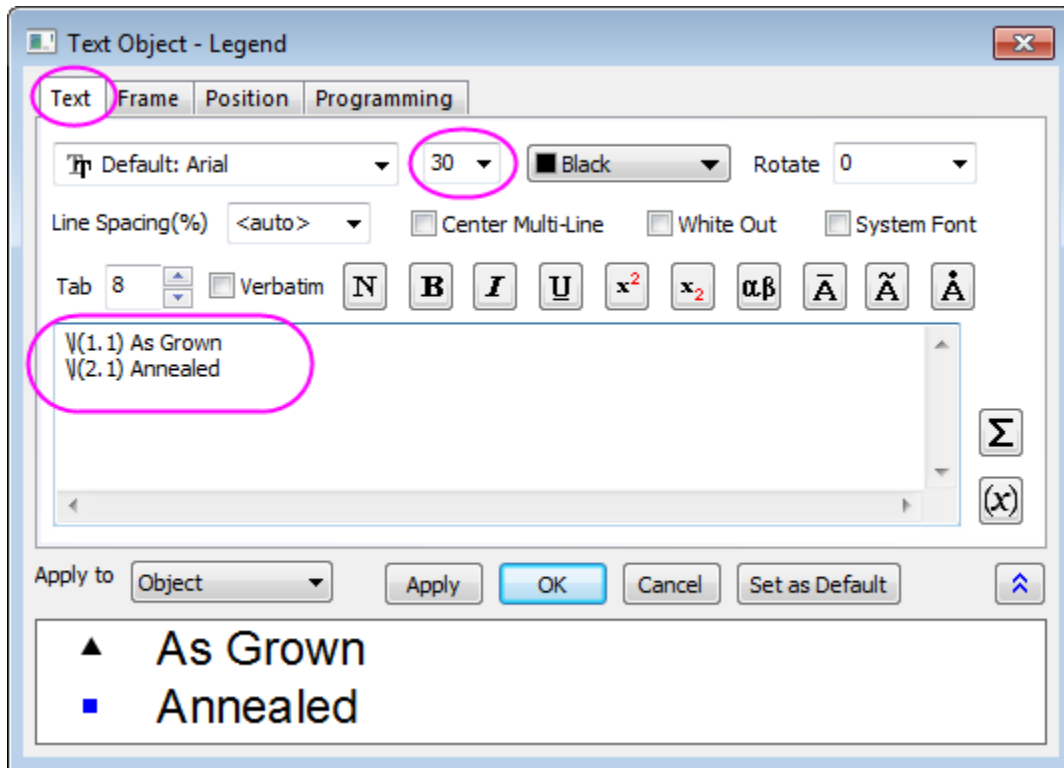 Text Object - Legend
Text Frame Position Programming
Default: Arial 30 Black Rotate 0
Line Spacing(%) <auto> Center Multi-Line White Out System Font
Tab 8 Verbatim N B I U x² x₂ αβ Ā Ã Å
\l(1.1) As Grown
\l(2.1) Annealed
Σ
(x)
Apply to Object Apply OK Cancel Set as Default
As Grown
Annealed